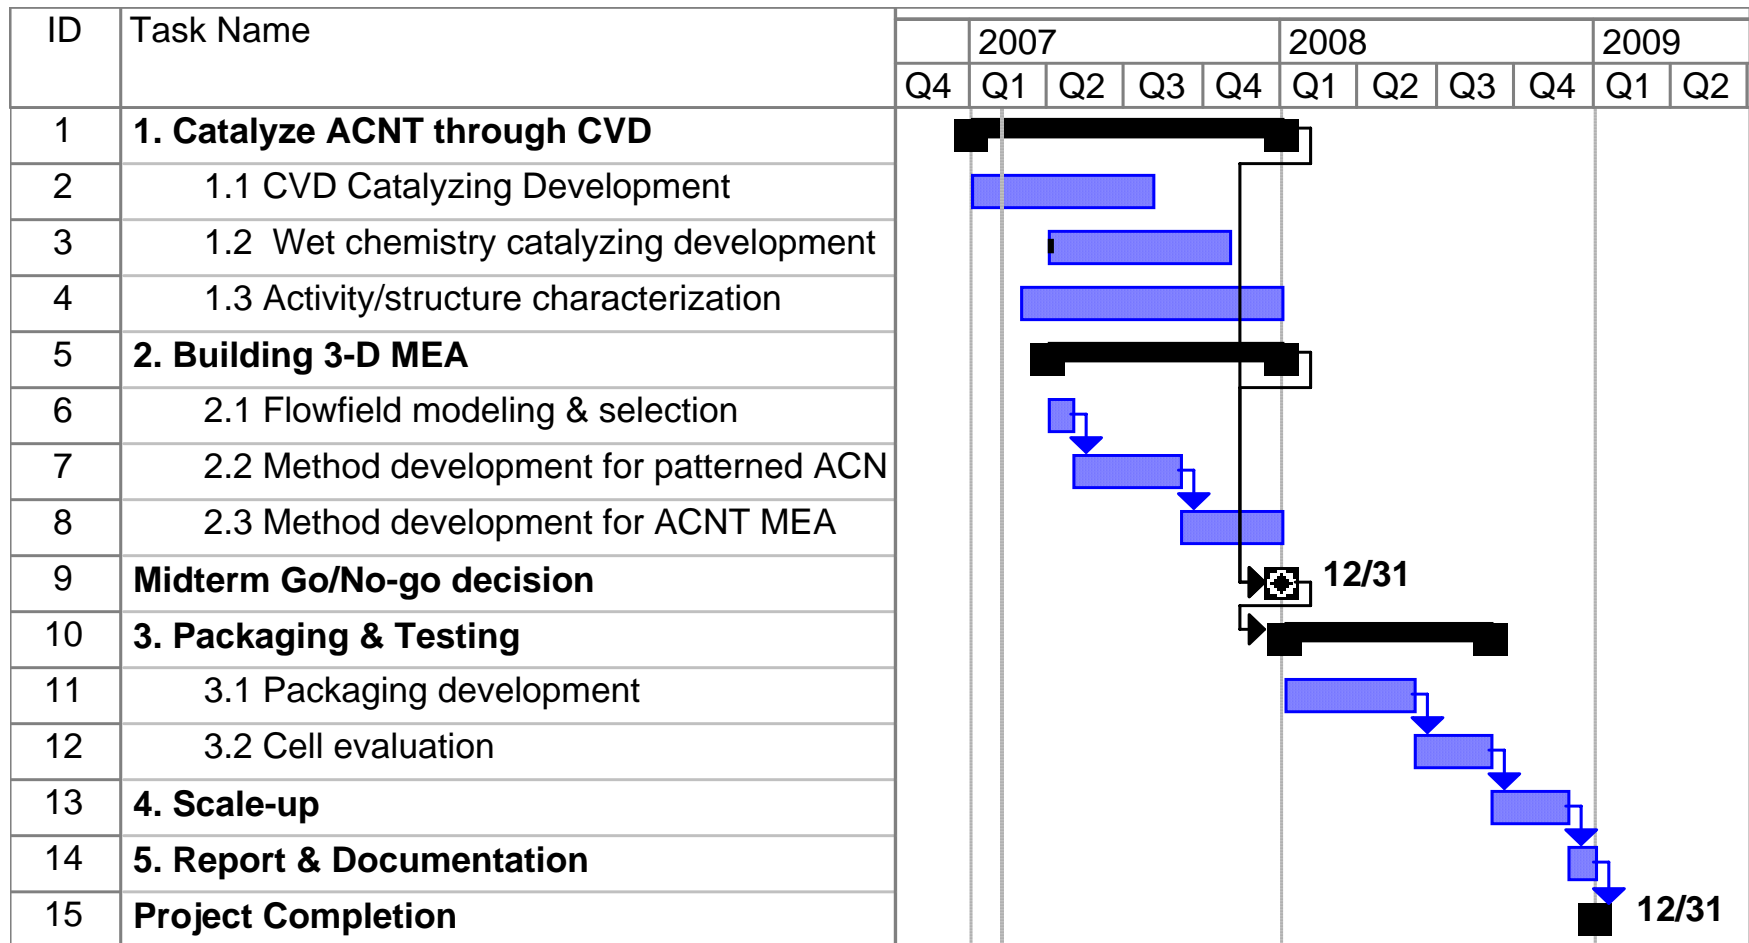 ID Task Name
2007 2008 2009
Q4 Q1 Q2 Q3 Q4 Q1 Q2 Q3 Q4 Q1 Q2
1 1. Catalyze ACNT through CVD
2 1.1 CVD Catalyzing Development
3 1.2 Wet chemistry catalyzing development
4 1.3 Activity/structure characterization
5 2. Building 3-D MEA
6 2.1 Flowfield modeling & selection
7 2.2 Method development for patterned ACN
8 2.3 Method development for ACNT MEA
9 Midterm Go/No-go decision 12/31
10 3. Packaging & Testing
11 3.1 Packaging development
12 3.2 Cell evaluation
13 4. Scale-up
14 5. Report & Documentation
15 Project Completion 12/31